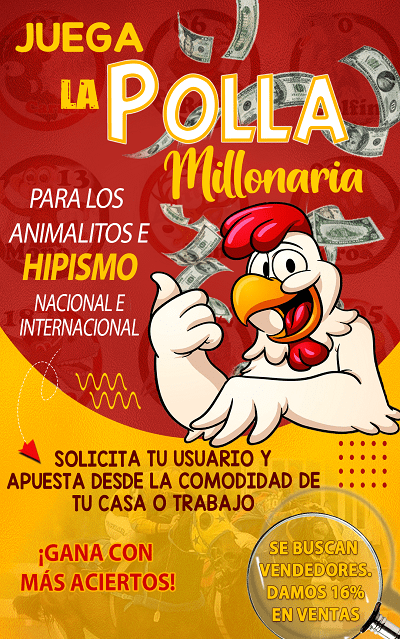 JUEGA
LA POLLA
Millonaria
PARA LOS
ANIMALITOS E
HIPISMO
NACIONAL E
INTERNACIONAL
SOLICITA TU USUARIO Y
APUESTA DESDE LA COMODIDAD DE
TU CASA O TRABAJO
¡GANA CON
MÁS ACIERTOS!
SE BUSCAN
VENDEDORES.
DAMOS 16%
EN VENTAS